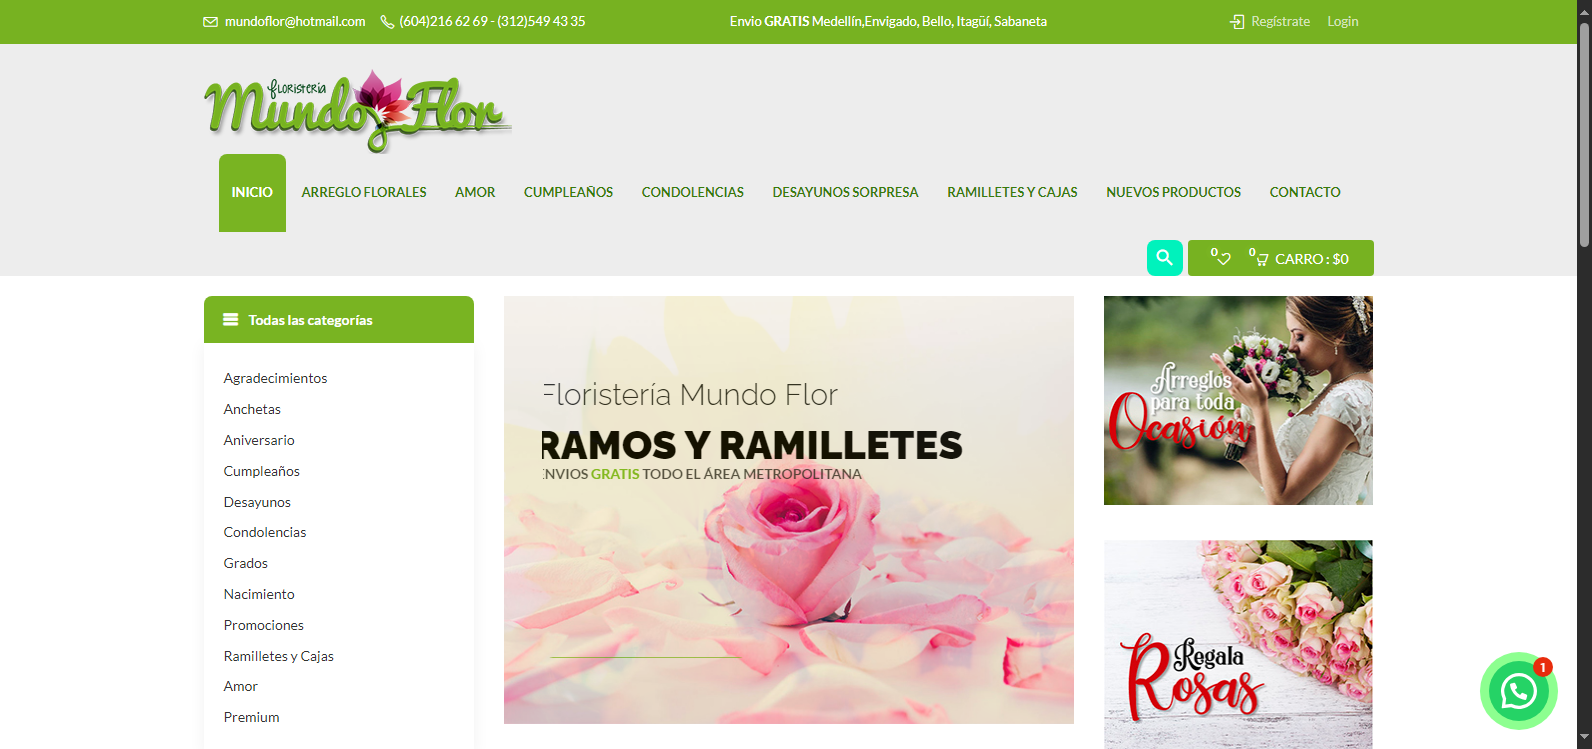 mundoflor@hotmail.com (604)216 62 69 - (312)549 43 35 Envio GRATIS Medellín,Envigado, Bello, Itagüí, Sabaneta Regístrate Login
FLORISTERÍA
Mundo Flor
INICIO ARREGLO FLORALES AMOR CUMPLEAÑOS CONDOLENCIAS DESAYUNOS SORPRESA RAMILLETES Y CAJAS NUEVOS PRODUCTOS CONTACTO
0 0 CARRO : $0
Todas las categorías
Agradecimientos
Anchetas
Aniversario
Cumpleaños
Desayunos
Condolencias
Grados
Nacimiento
Promociones
Ramilletes y Cajas
Amor
Premium
Floristería Mundo Flor
RAMOS Y RAMILLETES
ENVIOS GRATIS TODO EL ÁREA METROPOLITANA
Arreglos
para toda
Ocasión
Regala
Rosas
1